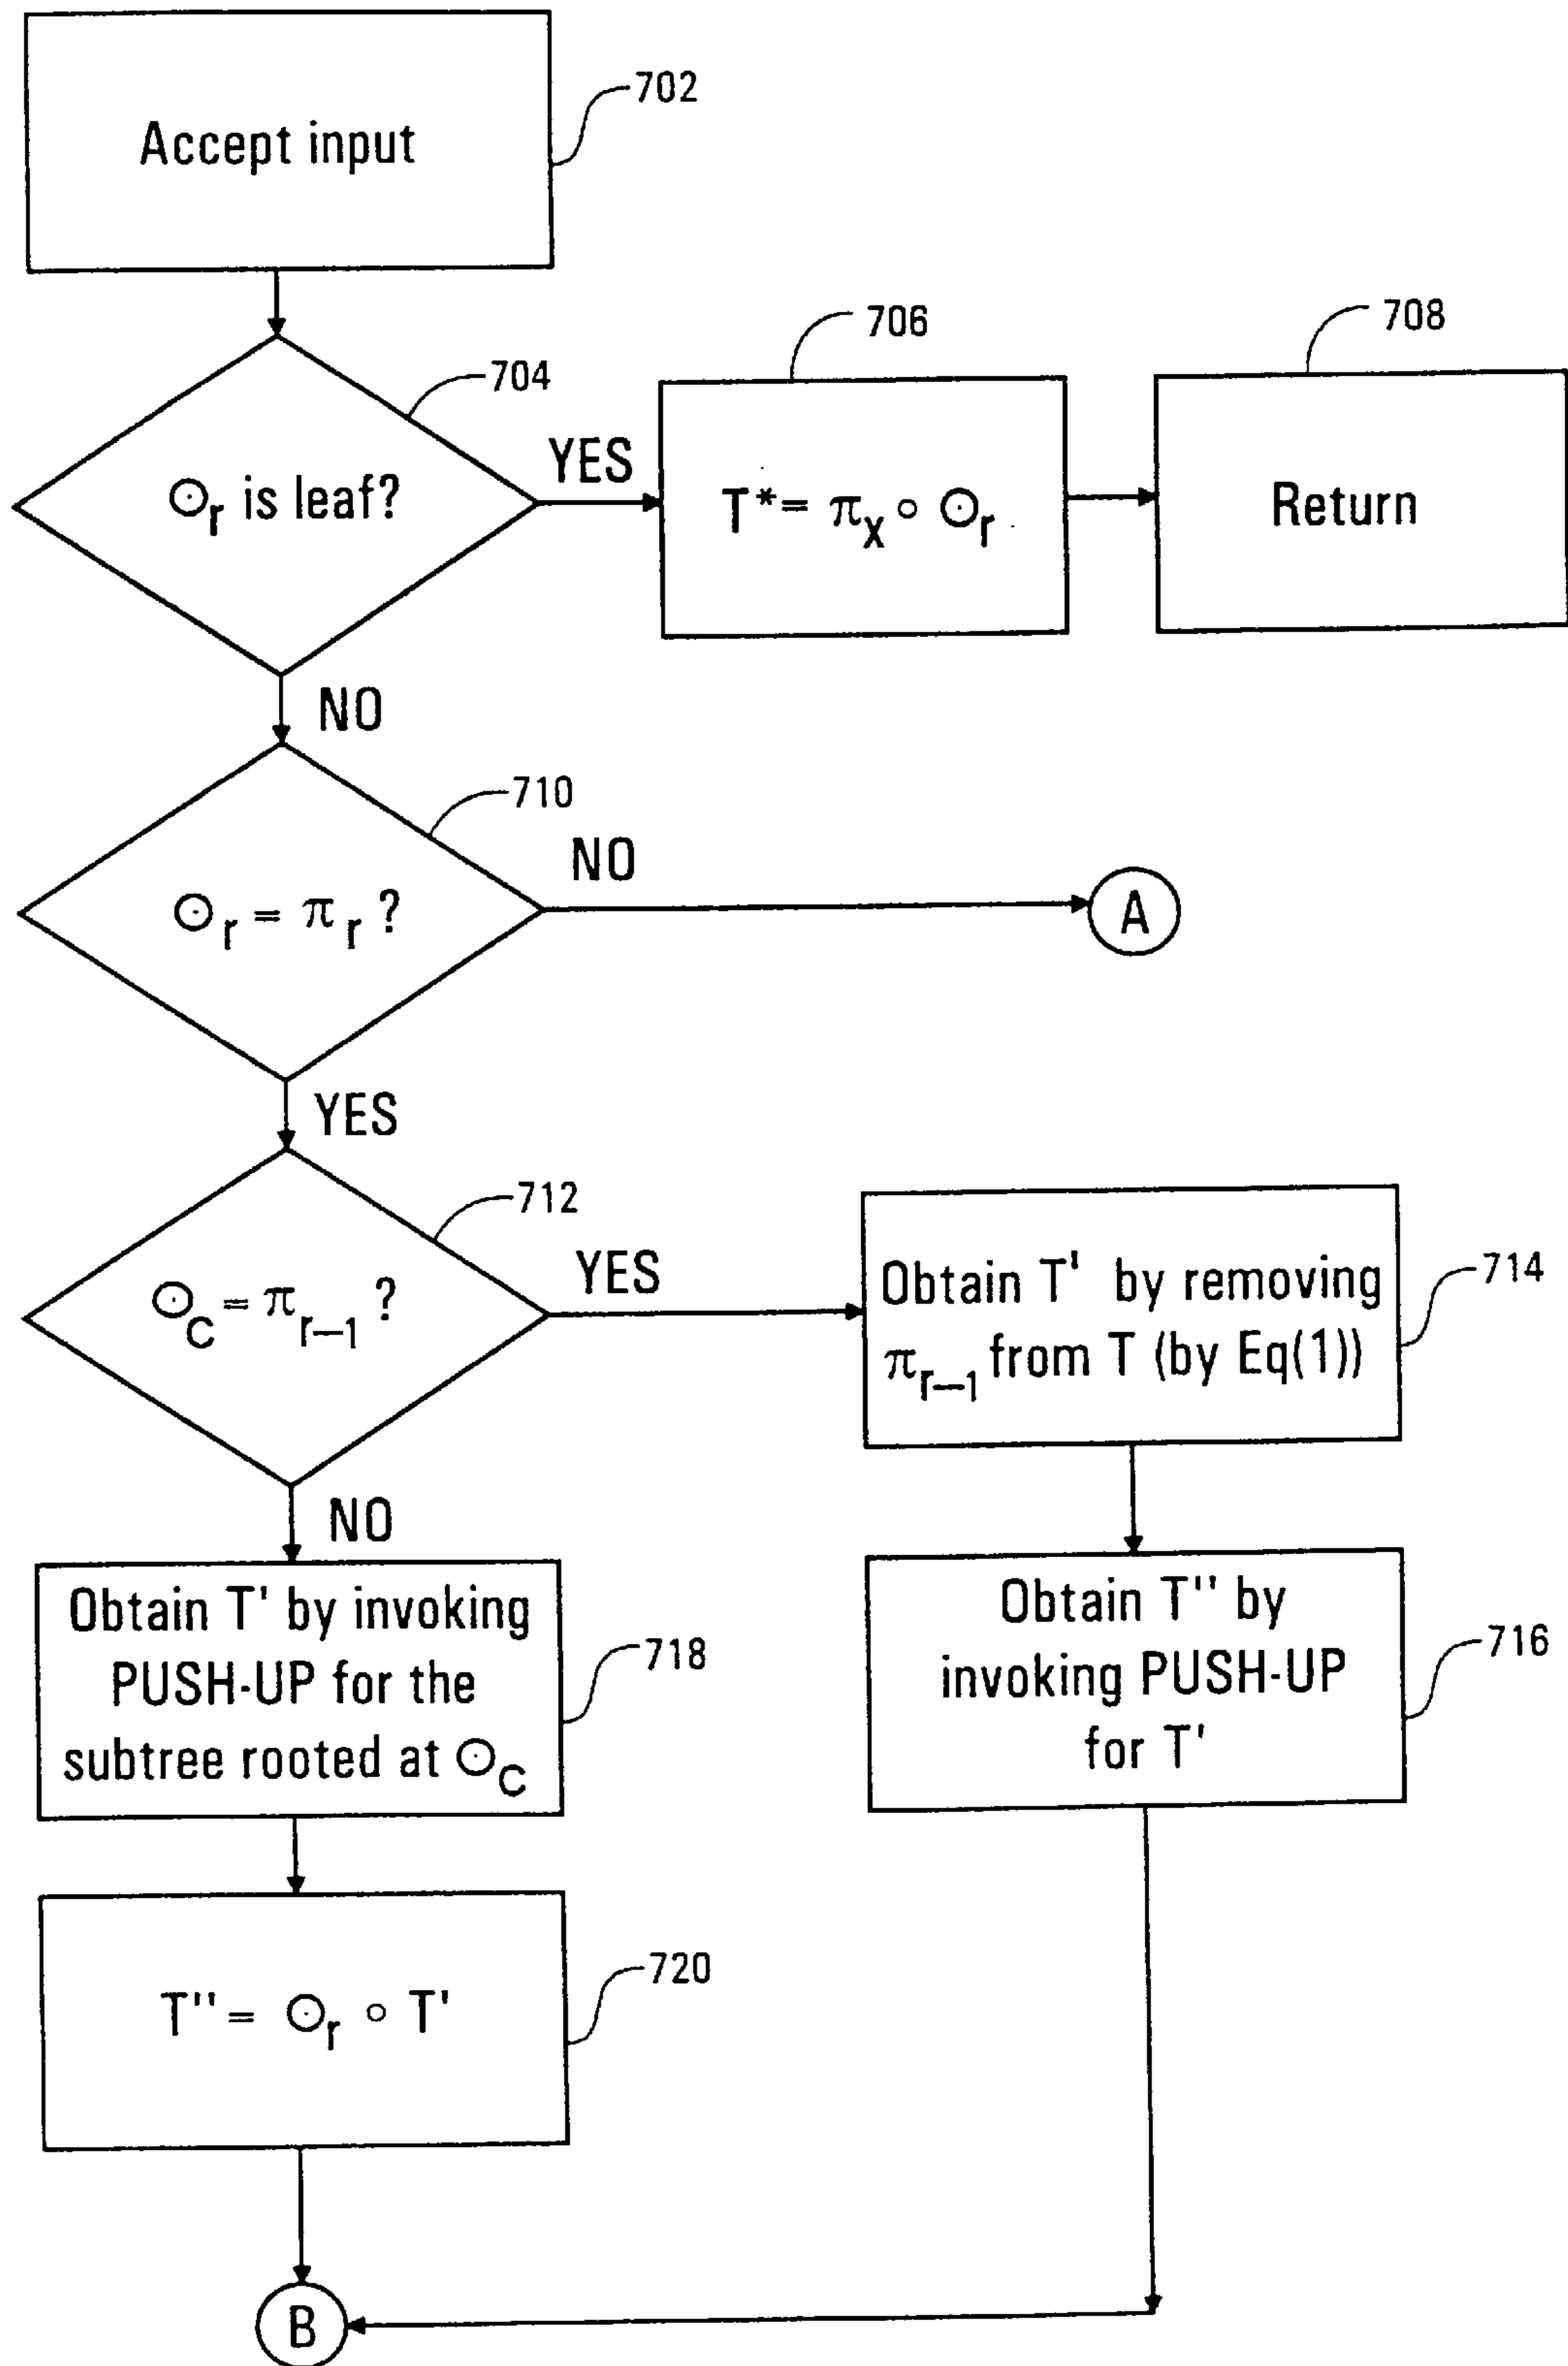 Accept input
702
⊙r is leaf?
704
YES
706
T* = πx ∘ ⊙r
708
Return
NO
710
⊙r = πr ?
NO
A
YES
712
⊙C = πr–1 ?
YES
Obtain T' by removing
πr–1 from T (by Eq(1))
714
NO
Obtain T' by invoking
PUSH-UP for the
subtree rooted at ⊙C
718
Obtain T'' by
invoking PUSH-UP
for T'
716
T'' = ⊙r ∘ T'
720
B